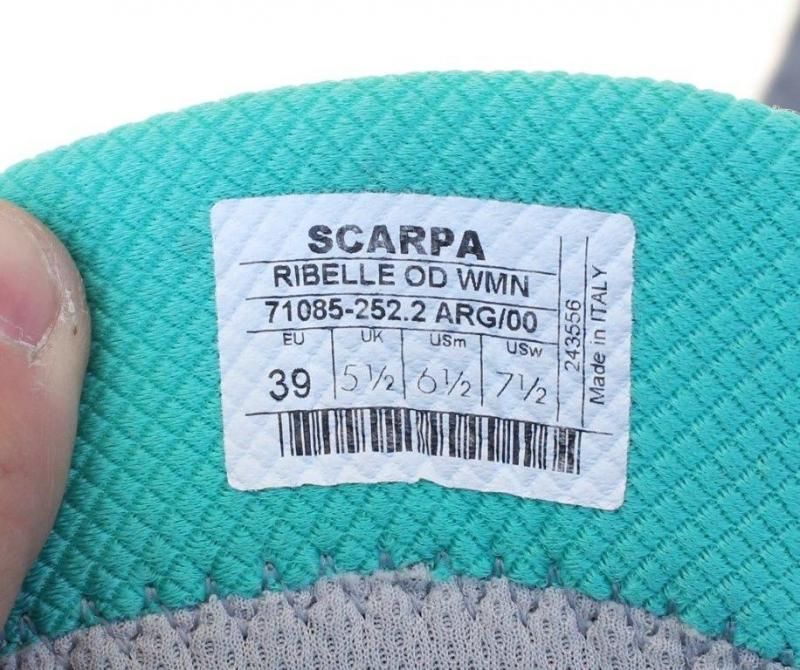 SCARPA
RIBELLE OD WMN
71085-252.2 ARG/00
EU UK USm USw
39 5½ 6½ 7½
243556
Made in ITALY